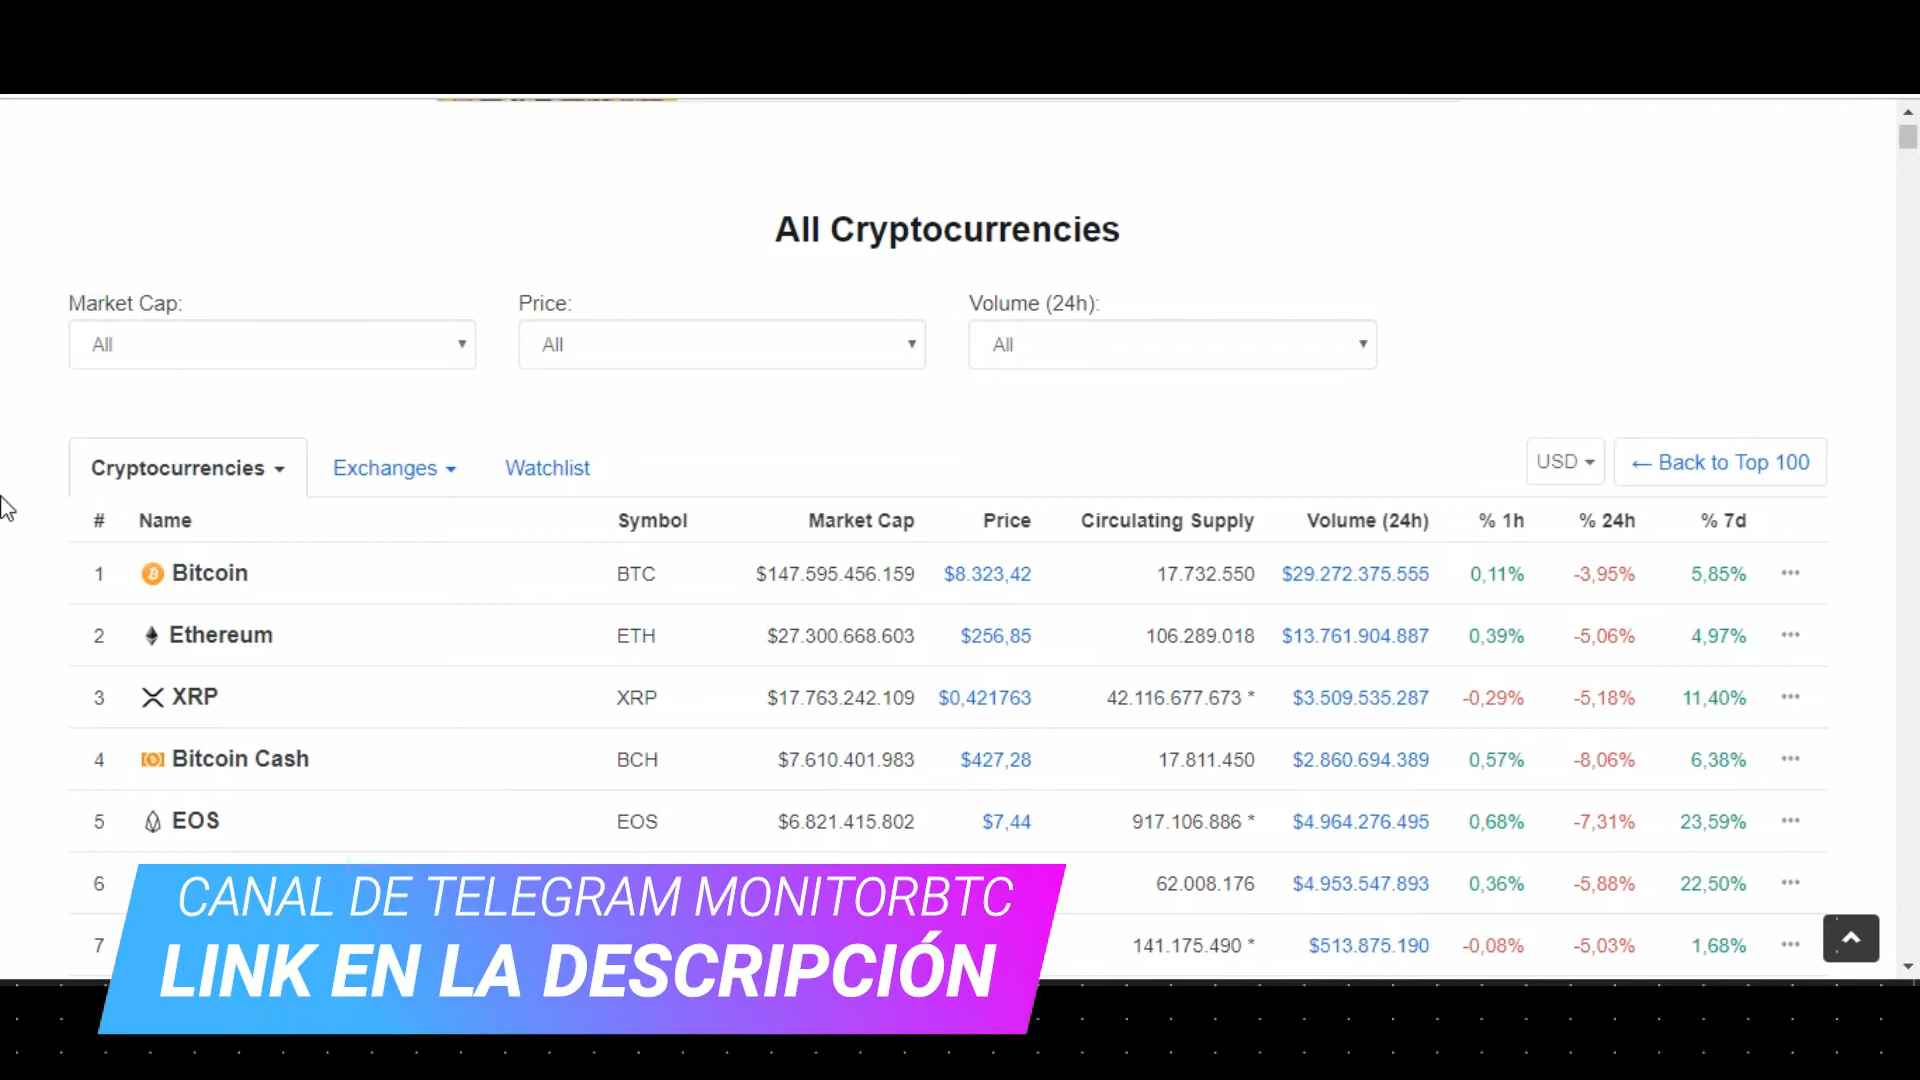 All Cryptocurrencies
Market Cap: Price: Volume (24h):
All All All
Cryptocurrencies Exchanges Watchlist USD ← Back to Top 100
# Name Symbol Market Cap Price Circulating Supply Volume (24h) % 1h % 24h % 7d
1 Bitcoin BTC $147.595.456.159 $8.323,42 17.732.550 $29.272.375.555 0,11% -3,95% 5,85%
2 Ethereum ETH $27.300.668.603 $256,85 106.289.018 $13.761.904.887 0,39% -5,06% 4,97%
3 XRP XRP $17.763.242.109 $0,421763 42.116.677.673 * $3.509.535.287 -0,29% -5,18% 11,40%
4 Bitcoin Cash BCH $7.610.401.983 $427,28 17.811.450 $2.860.694.389 0,57% -8,06% 6,38%
5 EOS EOS $6.821.415.802 $7,44 917.106.886 * $4.964.276.495 0,68% -7,31% 23,59%
6 62.008.176 $4.953.547.893 0,36% -5,88% 22,50%
7 141.175.490 * $513.875.190 -0,08% -5,03% 1,68%
CANAL DE TELEGRAM MONITORBTC
LINK EN LA DESCRIPCIÓN